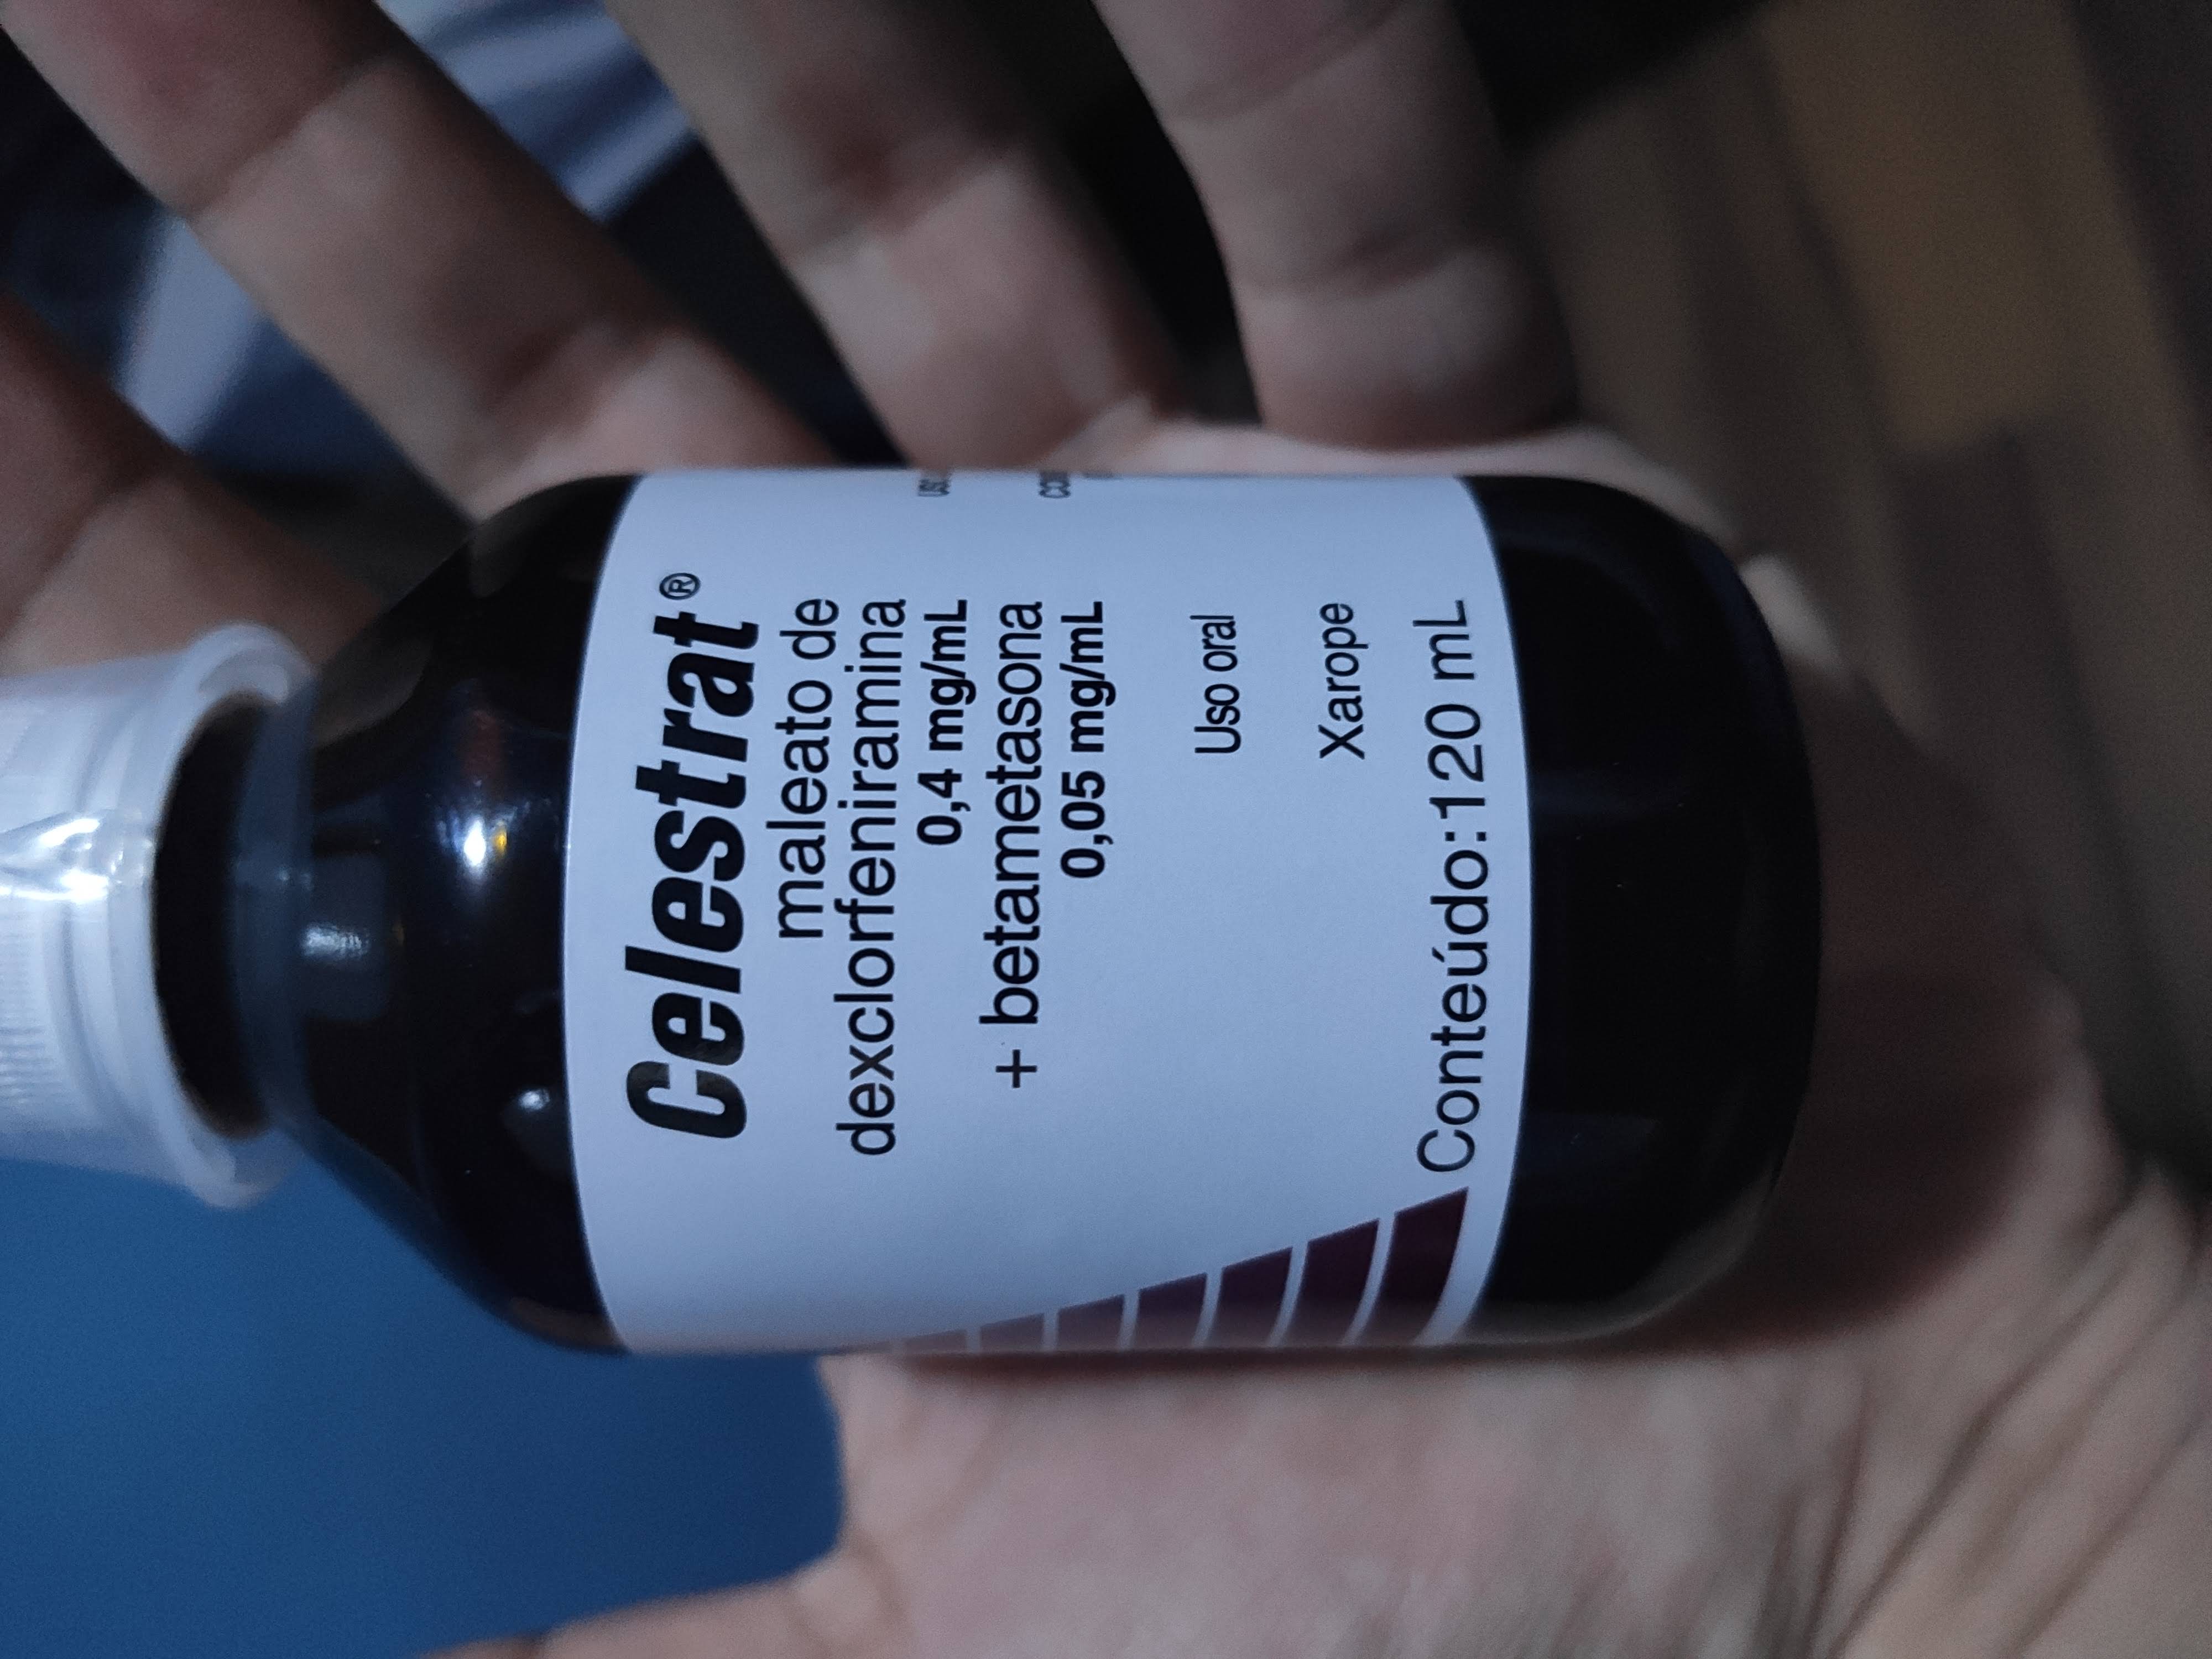 Celestrat®
maleato de
dexclorfeniramina
0,4 mg/mL
+ betametasona
0,05 mg/mL
Uso oral
Xarope
Conteúdo:120 mL